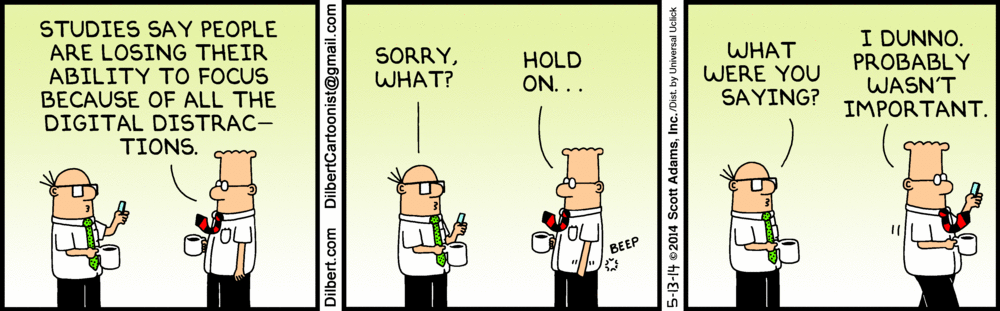 STUDIES SAY PEOPLE
ARE LOSING THEIR
ABILITY TO FOCUS
BECAUSE OF ALL THE
DIGITAL DISTRAC-
TIONS.
Dilbert.com DilbertCartoonist@gmail.com
SORRY,
WHAT?
HOLD
ON...
BEEP
5-13-14 ©2014 Scott Adams, Inc./Dist. by Universal Uclick
WHAT
WERE YOU
SAYING?
I DUNNO.
PROBABLY
WASN'T
IMPORTANT.